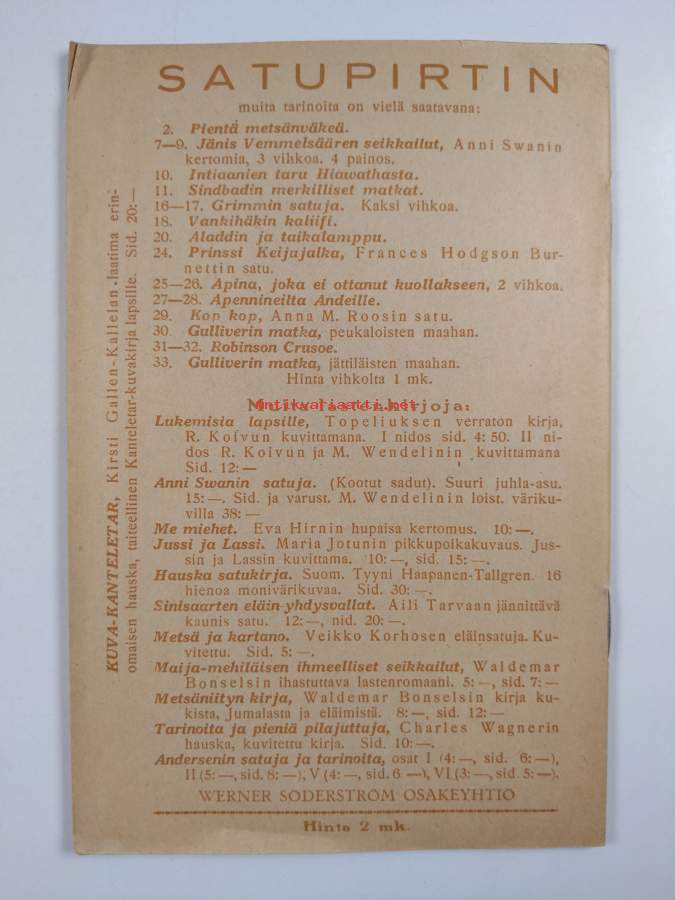 SATUPIRTIN
muita tarinoita on vielä saatavana:
2. Pientä metsänväkeä.
7—9. Jänis Vemmelsäären seikkailut, Anni Swanin
kertomia, 3 vihkoa. 4 painos.
10. Intiaanien taru Hiavathasta.
11. Sindbadin merkilliset matkat.
16—17. Grimmin satuja. Kaksi vihkoa.
18. Vankihäkin kaliifi.
20. Aladdin ja taikalamppu.
24. Prinssi Keijujalka, Frances Hodgson Bur-
nettin satu.
25—26. Apina, joka ei ottanut kuollakseen, 2 vihkoa.
27—28. Apennineilta Andeille.
29. Kop kop, Anna M. Roosin satu.
30. Gulliverin matka, peukaloisten maahan.
31—32. Robinson Crusoe.
33. Gulliverin matka, jättiläisten maahan.
Hinta vihkolta 1 mk.
Muita lastenkirjoja:
antikvariaatti.net
Lukemisia lapsille, Topeliuksen verraton kirja,
R. Koivun kuvittamana. I nidos sid. 4: 50. II ni-
dos R. Koivun ja M. Wendelinin kuvittamana
Sid. 12: —
Anni Swanin satuja. (Kootut sadut). Suuri juhla-asu.
15: —. Sid. ja varust. M. Wendelinin loist. väriku-
villa 38: —
Me miehet. Eva Hirnin hupaisa kertomus. 10: —.
Jussi ja Lassi. Maria Jotunin pikkupoikakuvaus. Jus-
sin ja Lassin kuvittama. 10: —, sid. 15: —.
Hauska satukirja. Suom. Tyyni Haapanen-Tallgren. 16
hienoa monivärikuvaa. Sid. 30: —.
Sinisaarten eläin-yhdysvallat. Aili Tarvaan jännittävä
kaunis satu. 12: —, nid. 20: —.
Metsä ja kartano. Veikko Korhosen eläinsatuja. Ku-
vitettu. Sid. 5: —.
Maija-mehiläisen ihmeelliset seikkailut, Waldemar
Bonselsin ihastuttava lastenromaani. 5: —, sid. 7: —
Metsäniityn kirja, Waldemar Bonselsin kirja ku-
kista, Jumalasta ja eläimistä. 8: —, sid. 12: —
Tarinoita ja pieniä pilajuttuja, Charles Wagnerin
hauska, kuvitettu kirja. Sid. 10: —.
Andersenin satuja ja tarinoita, osat I (4: —, sid. 6: —),
II (5: —, sid. 8: —), V (4: —, sid. 6 —), VI (3: —, sid. 5: —).
WERNER SÖDERSTRÖM OSAKEYHTIÖ
Hinta 2 mk.
KUVA-KANTELETAR, Kirsti Gallen-Kallelan laatima erin-
omaisen hauska, taiteellinen Kanteletar-kuvakirja lapsille. Sid. 20: —